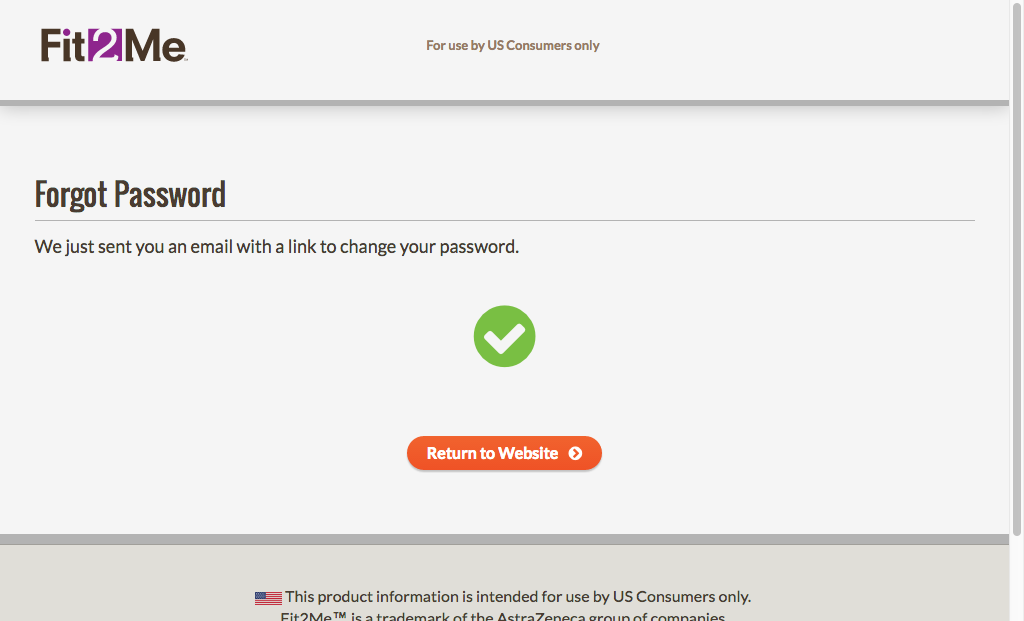 Fit2Me™
For use by US Consumers only
Forgot Password
We just sent you an email with a link to change your password.
Return to Website
This product information is intended for use by US Consumers only.
Fit2Me™ is a trademark of the AstraZeneca group of companies.